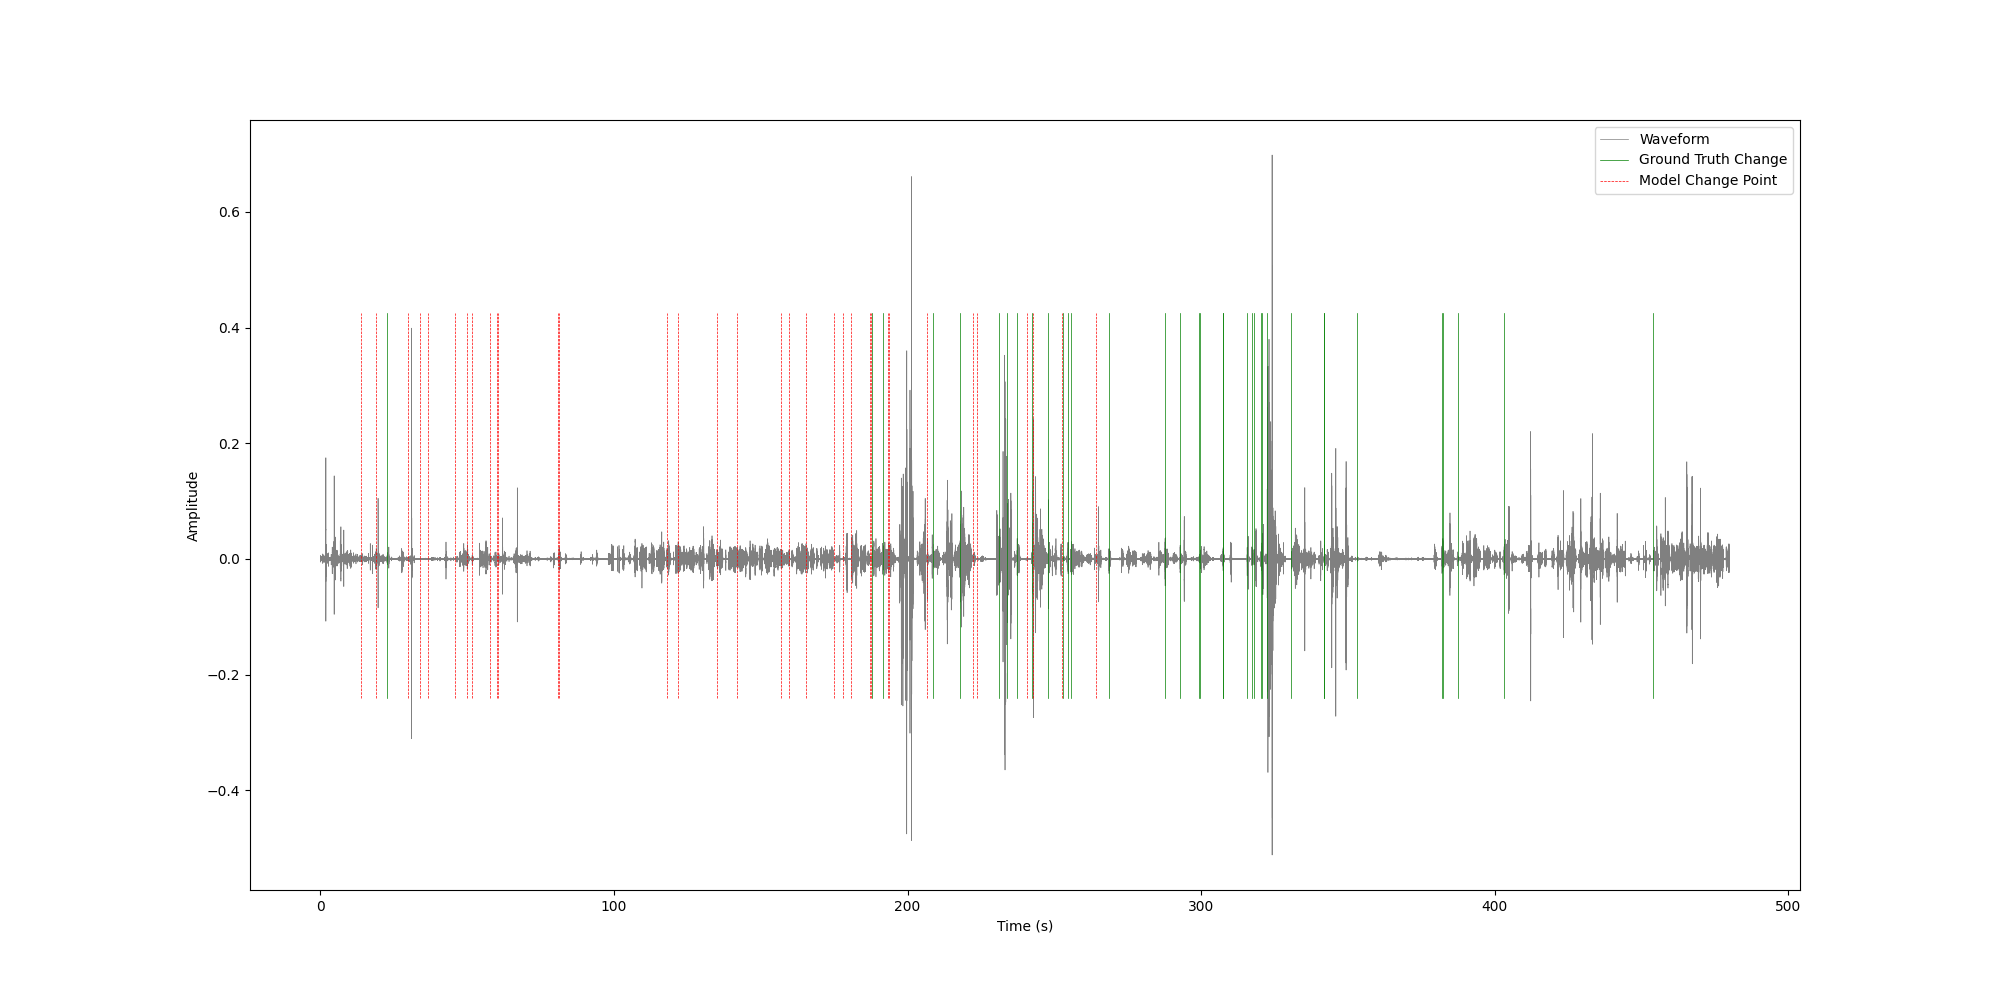 Waveform
Ground Truth Change
Model Change Point
0.6
0.4
0.2
0.0
−0.2
−0.4
Amplitude
0 100 200 300 400 500
Time (s)